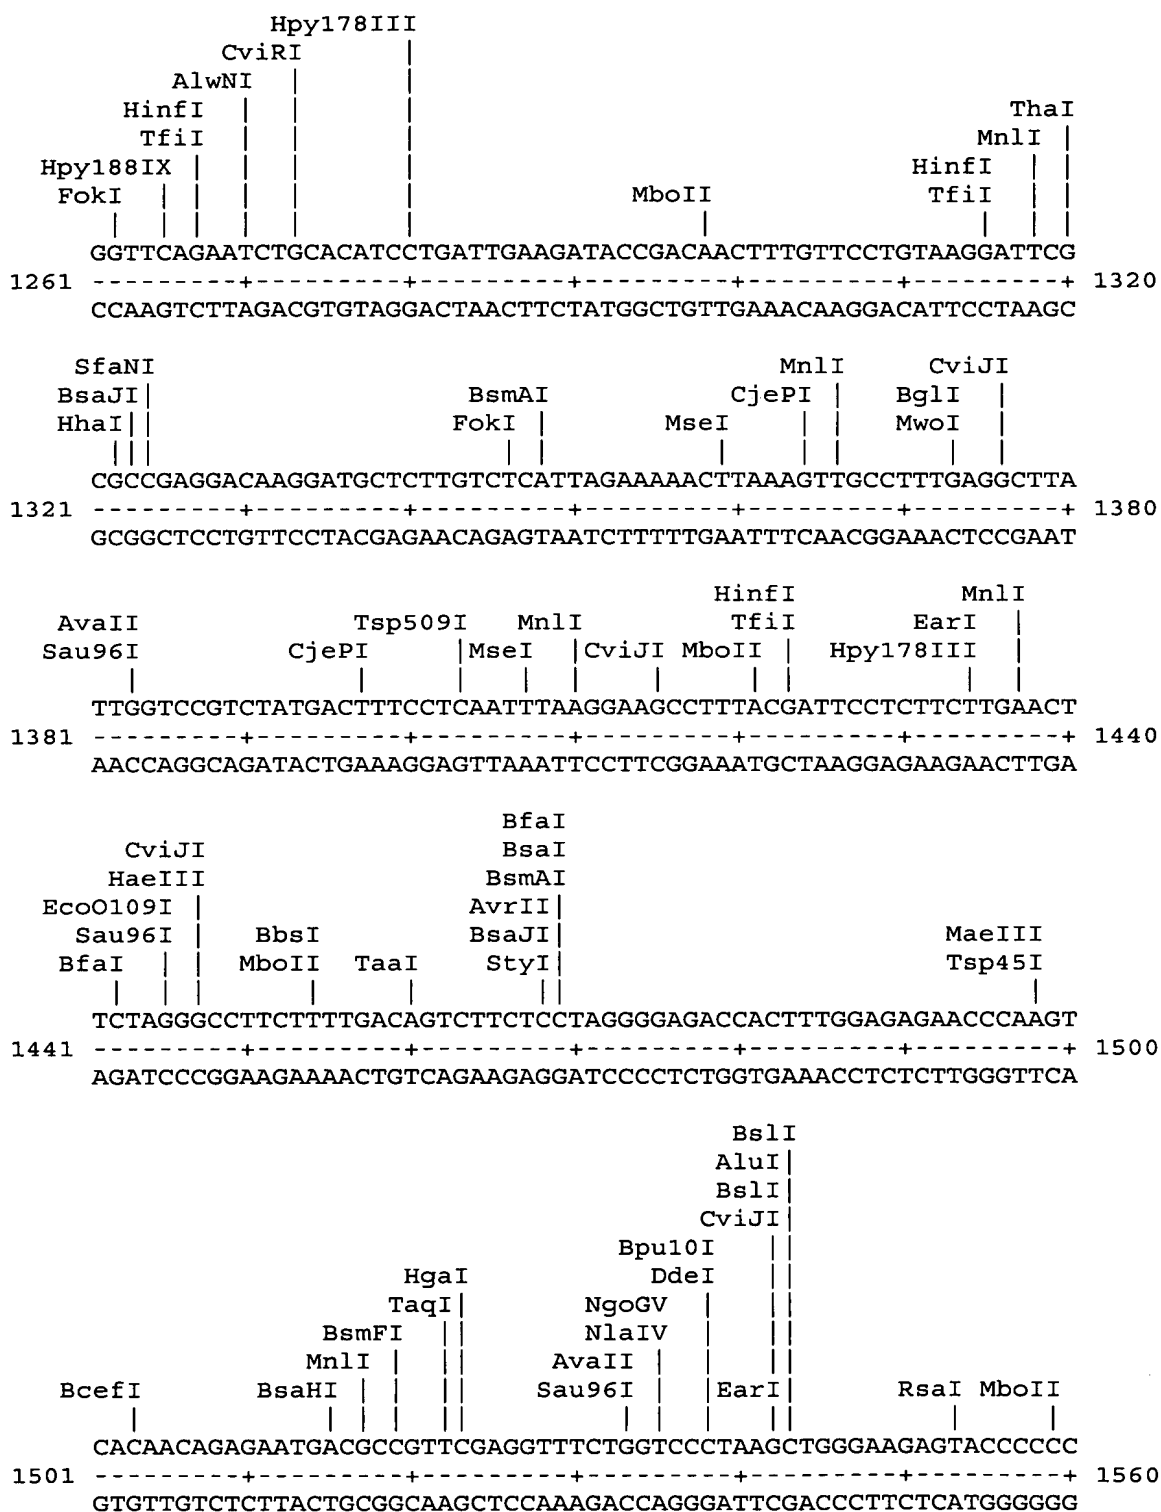 Hpy178III
CviRI
AlwNI
HinfI ThaI
TfiI MnlI
Hpy188IX HinfI
FokI MboII TfiI
GGTTCAGAATCTGCACATCCTGATTGAAGATACCGACAACTTTGTTCCTGTAAGGATTCG
1261 ---------+---------+---------+---------+---------+---------+ 1320
CCAAGTCTTAGACGTGTAGGACTAACTTCTATGGCTGTTGAAACAAGGACATTCCTAAGC
SfaNI MnlI CviJI
BsaJI BsmAI CjePI BglI
HhaI FokI MseI MwoI
CGCCGAGGACAAGGATGCTCTTGTCTCATTAGAAAAACTTAAAGTTGCCTTTGAGGCTTA
1321 ---------+---------+---------+---------+---------+---------+ 1380
GCGGCTCCTGTTCCTACGAGAACAGAGTAATCTTTTTGAATTTCAACGGAAACTCCGAAT
HinfI MnlI
AvaII Tsp509I MnlI TfiI EarI
Sau96I CjePI MseI CviJI MboII Hpy178III
TTGGTCCGTCTATGACTTTCCTCAATTTAAGGAAGCCTTTACGATTCCTCTTCTTGAACT
1381 ---------+---------+---------+---------+---------+---------+ 1440
AACCAGGCAGATACTGAAAGGAGTTAAATTCCTTCGGAAATGCTAAGGAGAAGAACTTGA
BfaI
CviJI BsaI
HaeIII BsmAI
EcoO109I AvrII
Sau96I BbsI BsaJI MaeIII
BfaI MboII TaaI StyI Tsp45I
TCTAGGGCCTTCTTTTGACAGTCTTCTCCTAGGGGAGACCACTTTGGAGAGAACCCAAGT
1441 ---------+---------+---------+---------+---------+---------+ 1500
AGATCCCGGAAGAAAACTGTCAGAAGAGGATCCCCTCTGGTGAAACCTCTCTTGGGTTCA
BslI
AluI
BslI
CviJI
Bpu10I
HgaI DdeI
TaqI NgoGV
BsmFI NlaIV
MnlI AvaII
BcefI BsaHI Sau96I EarI RsaI MboII
CACAACAGAGAATGACGCCGTTCGAGGTTTCTGGTCCCTAAGCTGGGAAGAGTACCCCCC
1501 ---------+---------+---------+---------+---------+---------+ 1560
GTGTTGTCTCTTACTGCGGCAAGCTCCAAAGACCAGGGATTCGACCCTTCTCATGGGGGG